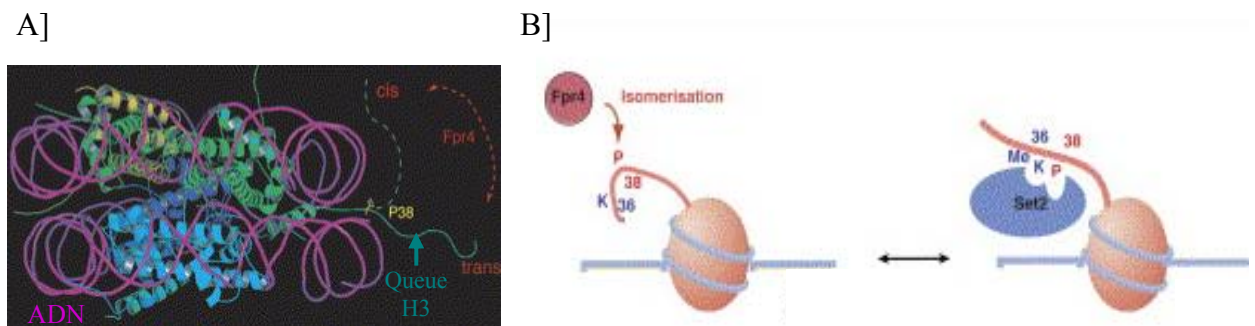 A]
cis
Fpr4
P38
trans
Queue
H3
ADN
B]
Fpr4
Isomerisation
P
38
K 36
36 38
Me K P
Set2